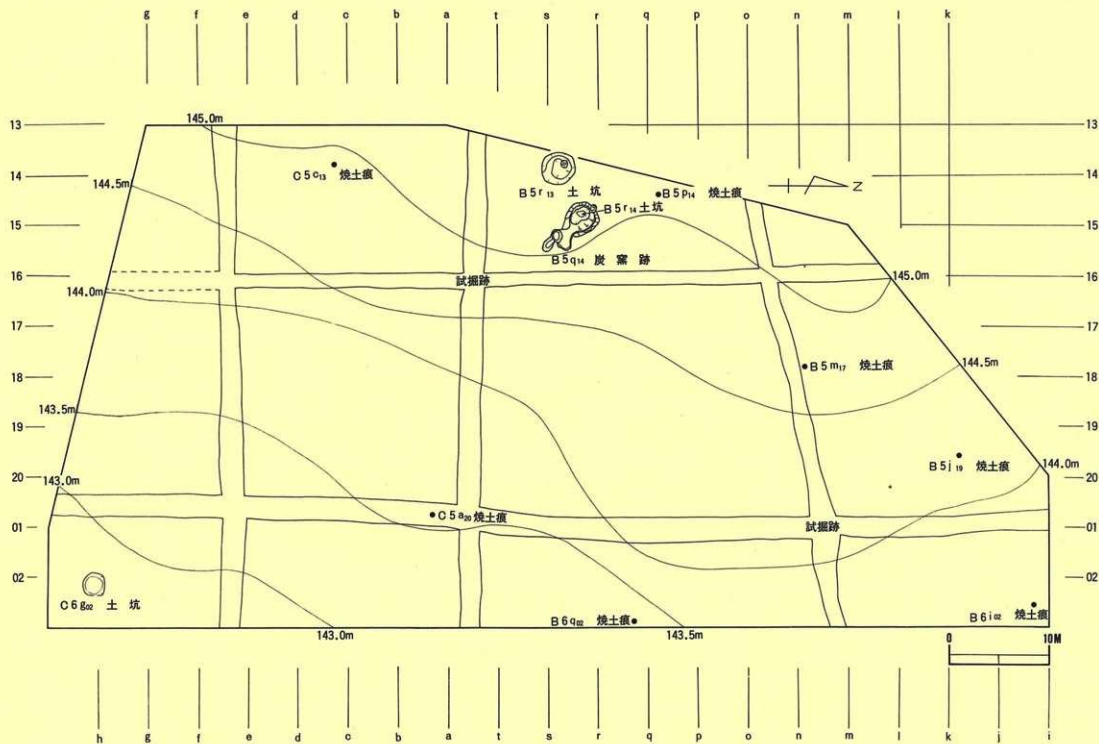 g f e d c b a t s r q p o n m l k
13 13
14 14
15 15
16 16
17 17
18 18
19 19
20 20
01 01
02 02
145.0m
C5c13 焼土痕
144.5m
B5r13 土坑
B5p14 焼土痕
N
B5r14 土坑
B5q14 炭窯跡
144.0m
試掘跡
145.0m
B5m17 焼土痕
144.5m
143.5m
B5j19 焼土痕
144.0m
143.0m
C5a20 焼土痕
試掘跡
C6g02 土坑
B6q02 焼土痕
B6i02 焼土痕
143.0m
143.5m
0 10M
h g f e d c b a t s r q p o n m l k j i